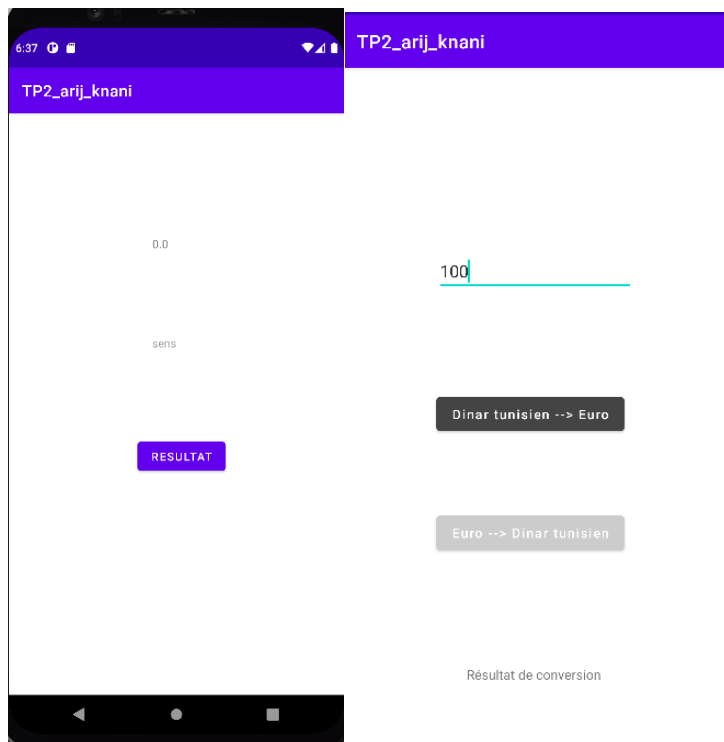 6:37
TP2_arij_knani
0.0
sens
RESULTAT
TP2_arij_knani
100
Dinar tunisien --> Euro
Euro --> Dinar tunisien
Résultat de conversion